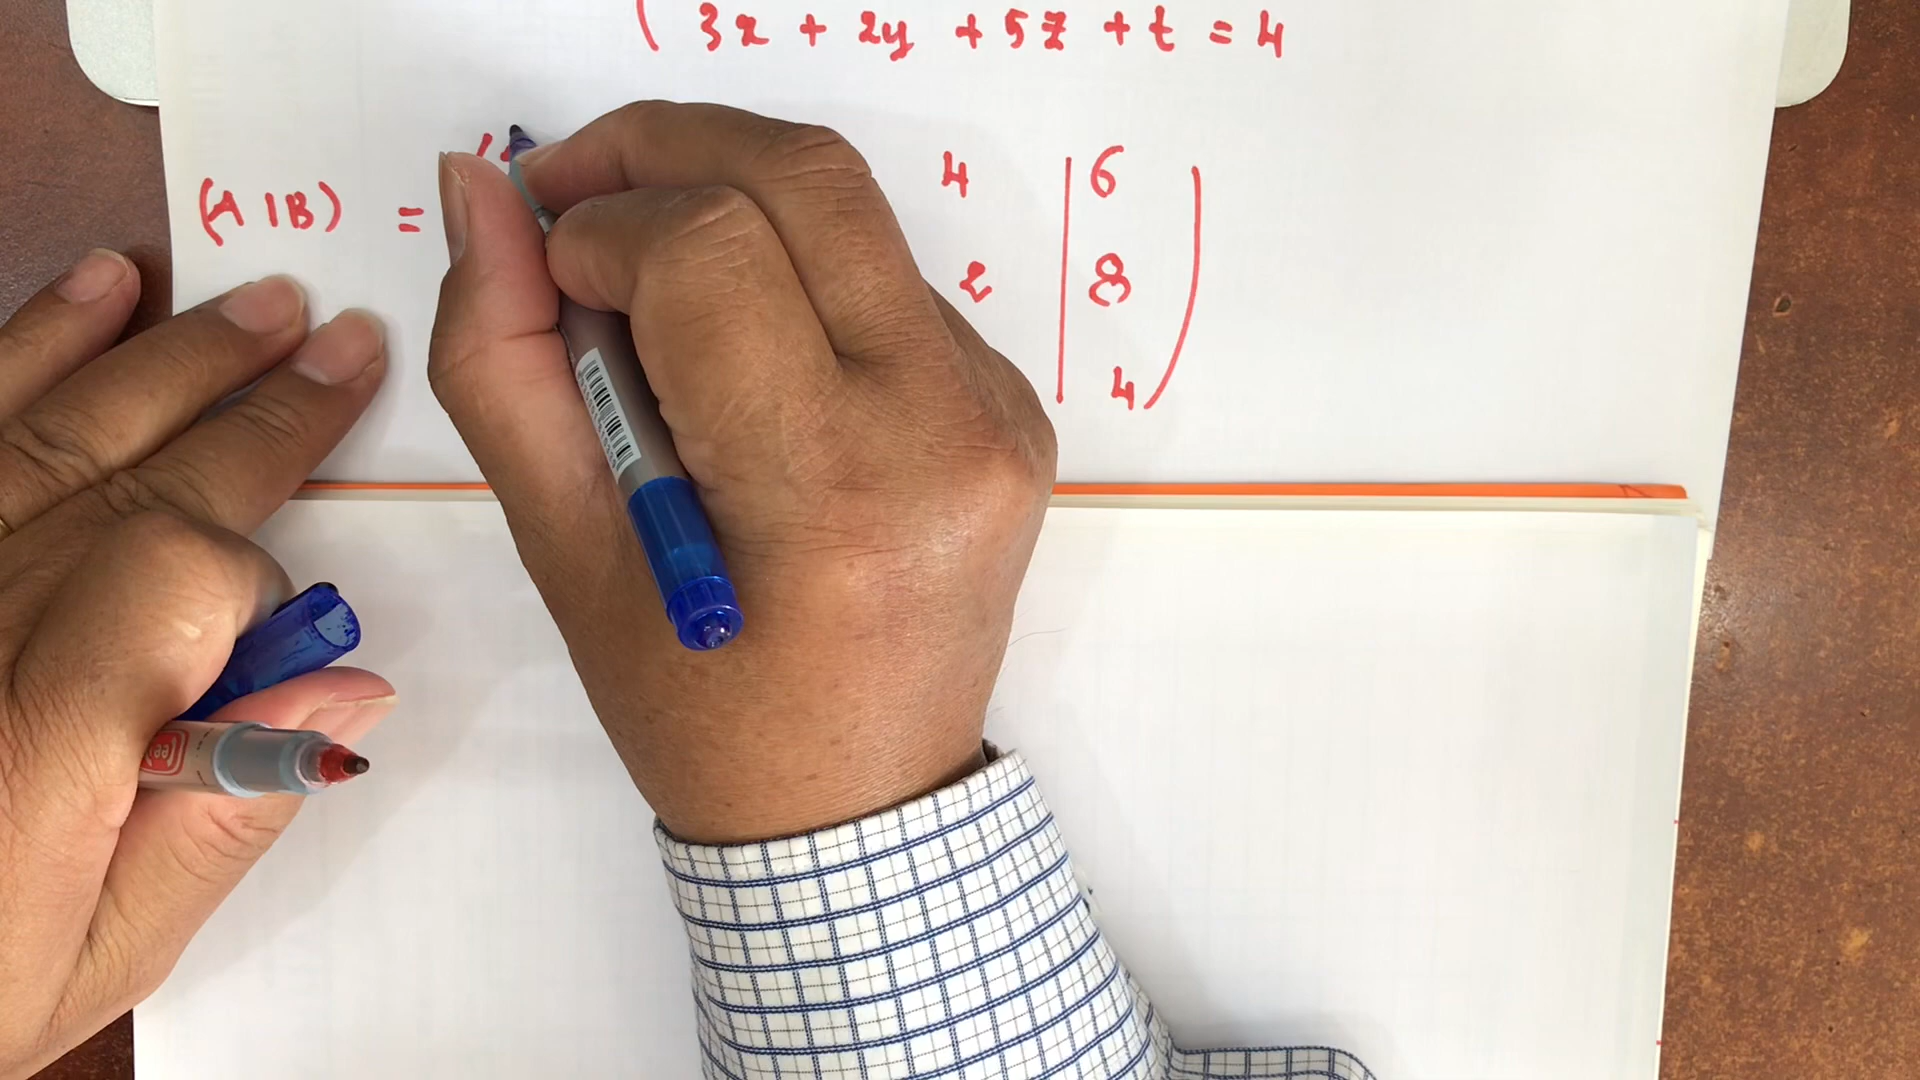 3x + 2y + 5z + t = 4
4 | 6
(A | B) =
2 | 8
4